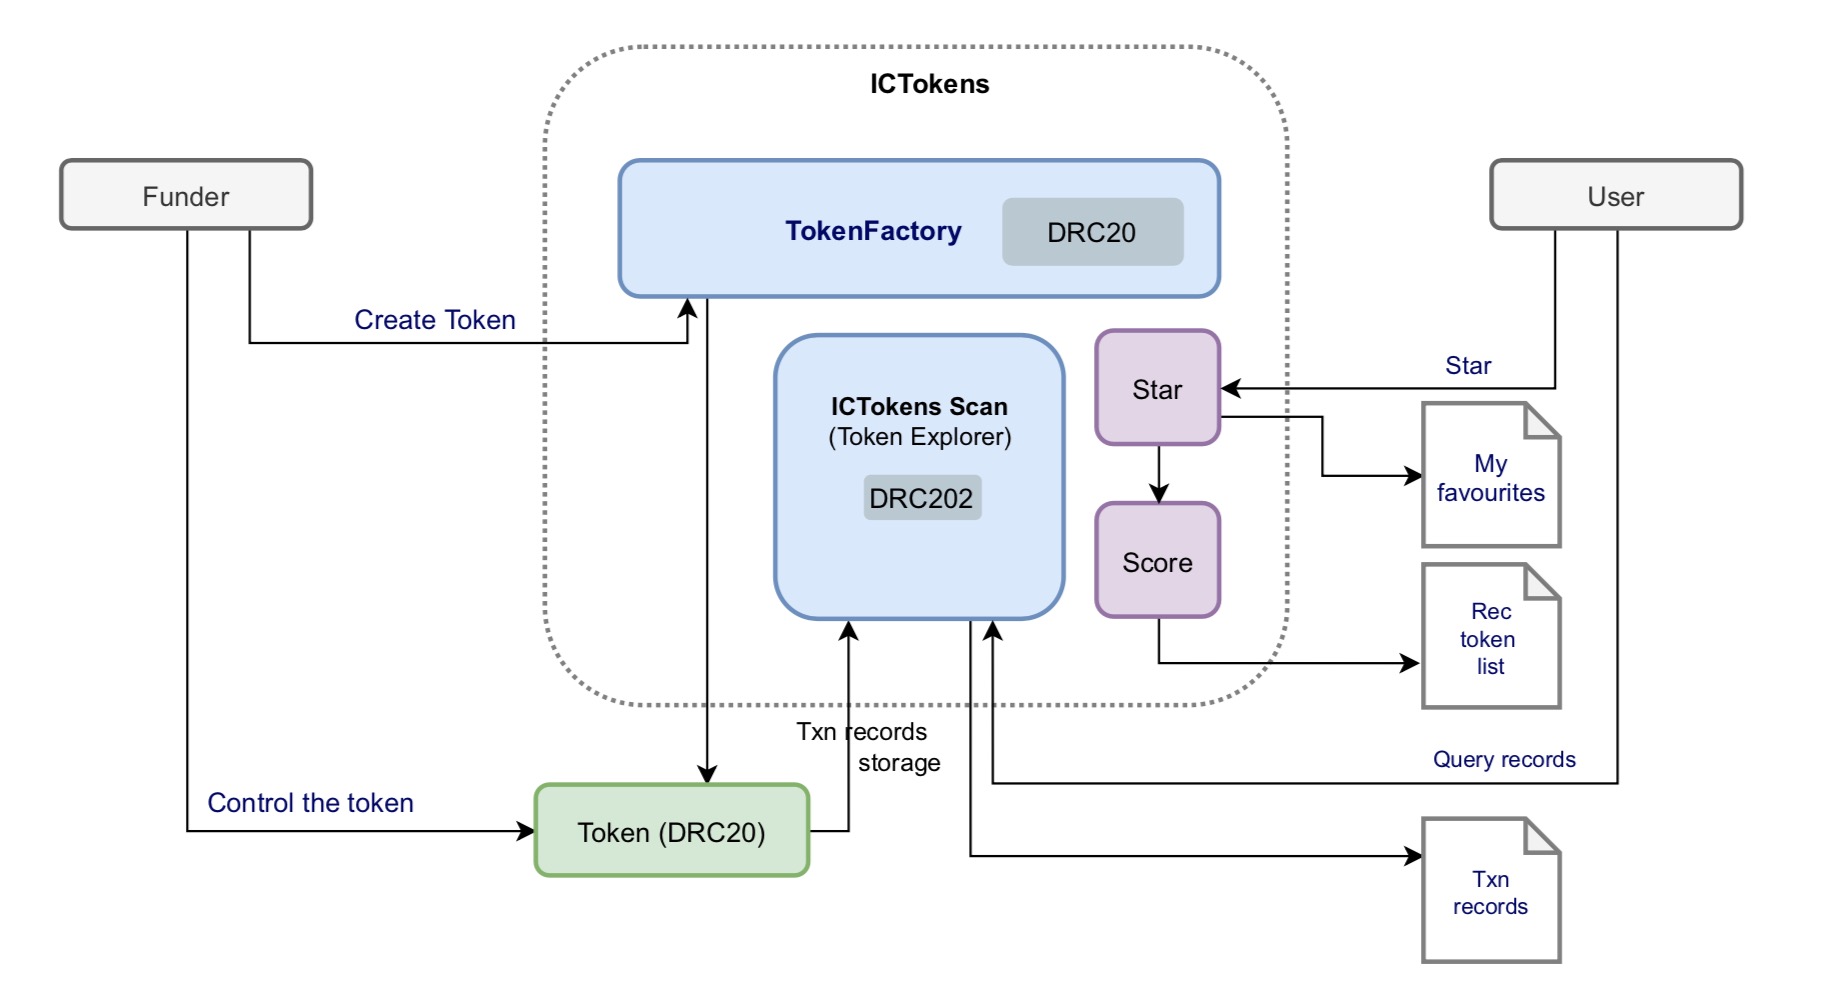 ICTokens
Funder
User
TokenFactory
DRC20
Create Token
Star
ICTokens Scan
(Token Explorer)
DRC202
Star
My
favourites
Score
Rec
token
list
Txn records
storage
Query records
Control the token
Token (DRC20)
Txn
records